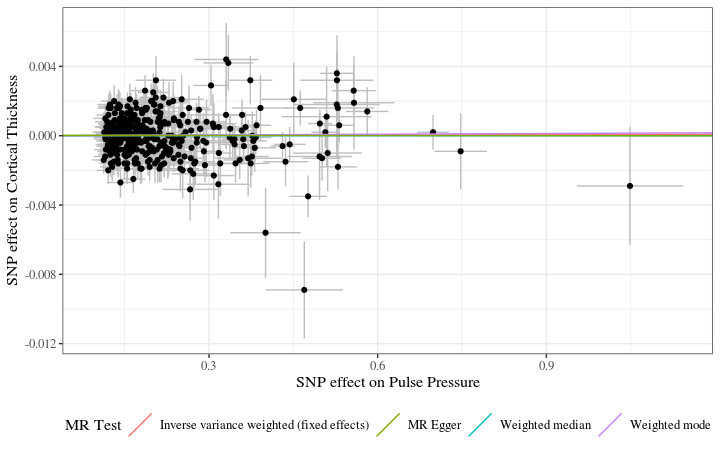 SNP effect on Cortical Thickness
0.004
0.000
-0.004
-0.008
-0.012
0.3 0.6 0.9
SNP effect on Pulse Pressure
MR Test Inverse variance weighted (fixed effects) MR Egger Weighted median Weighted mode